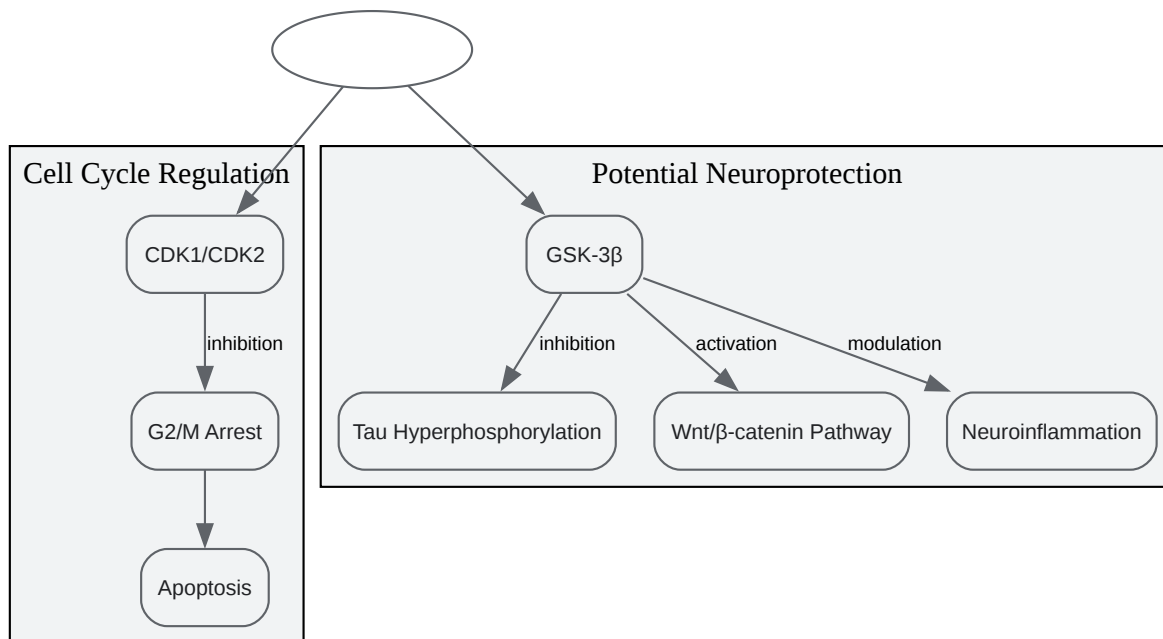 Cell Cycle Regulation
Potential Neuroprotection
CDK1/CDK2
GSK-3β
inhibition
inhibition
activation
modulation
G2/M Arrest
Tau Hyperphosphorylation
Wnt/β-catenin Pathway
Neuroinflammation
Apoptosis